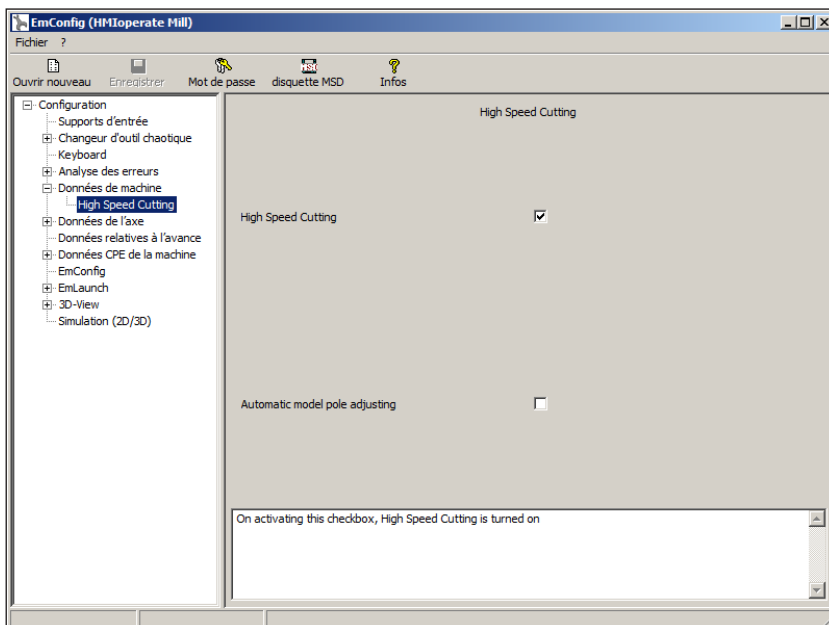 EmConfig (HMIoperate Mill)
Fichier ?
Ouvrir nouveau Enregistrer Mot de passe disquette MSD Infos
Configuration
Supports d'entrée
Changeur d'outil chaotique
Keyboard
Analyse des erreurs
Données de machine
High Speed Cutting
Données de l'axe
Données relatives à l'avance
Données CPE de la machine
EmConfig
EmLaunch
3D-View
Simulation (2D/3D)
High Speed Cutting
High Speed Cutting
Automatic model pole adjusting
On activating this checkbox, High Speed Cutting is turned on